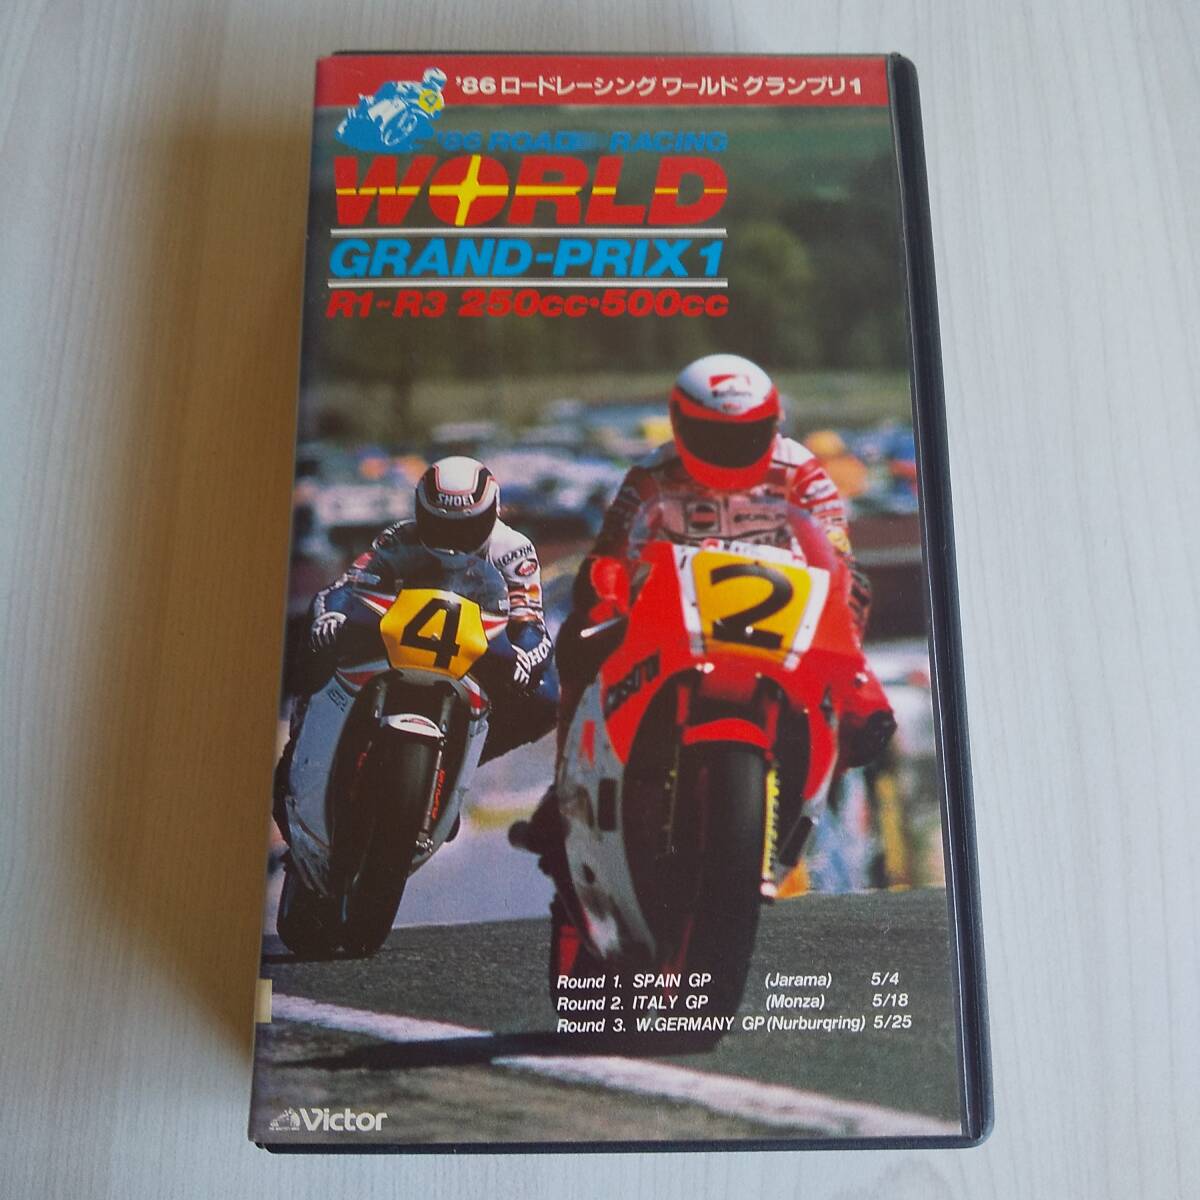 '86 ロードレーシング ワールド グランプリ1
4
'86 ROAD RACING
WORLD
GRAND-PRIX 1
R1~R3 250cc・500cc
Marlboro
SHOEI
4
2
Round 1. SPAIN GP (Jarama) 5/4
Round 2. ITALY GP (Monza) 5/18
Round 3. W.GERMANY GP (Nurburqring) 5/25
Victor